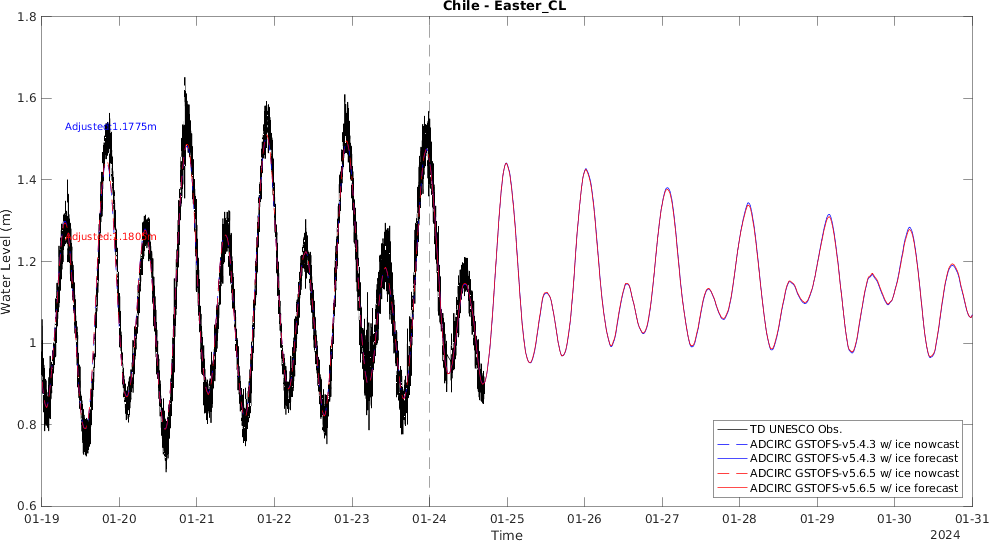 Chile - Easter_CL
1.8
1.6
1.4
1.2
1
0.8
0.6
Water Level (m)
Adjusted:1.1775m
TD UNESCO Obs.
ADCIRC GSTOFS-v5.4.3 w/ ice nowcast
ADCIRC GSTOFS-v5.4.3 w/ ice forecast
ADCIRC GSTOFS-v5.6.5 w/ ice nowcast
ADCIRC GSTOFS-v5.6.5 w/ ice forecast
01-19 01-20 01-21 01-22 01-23 01-24 01-25 01-26 01-27 01-28 01-29 01-30 01-31
Time
2024